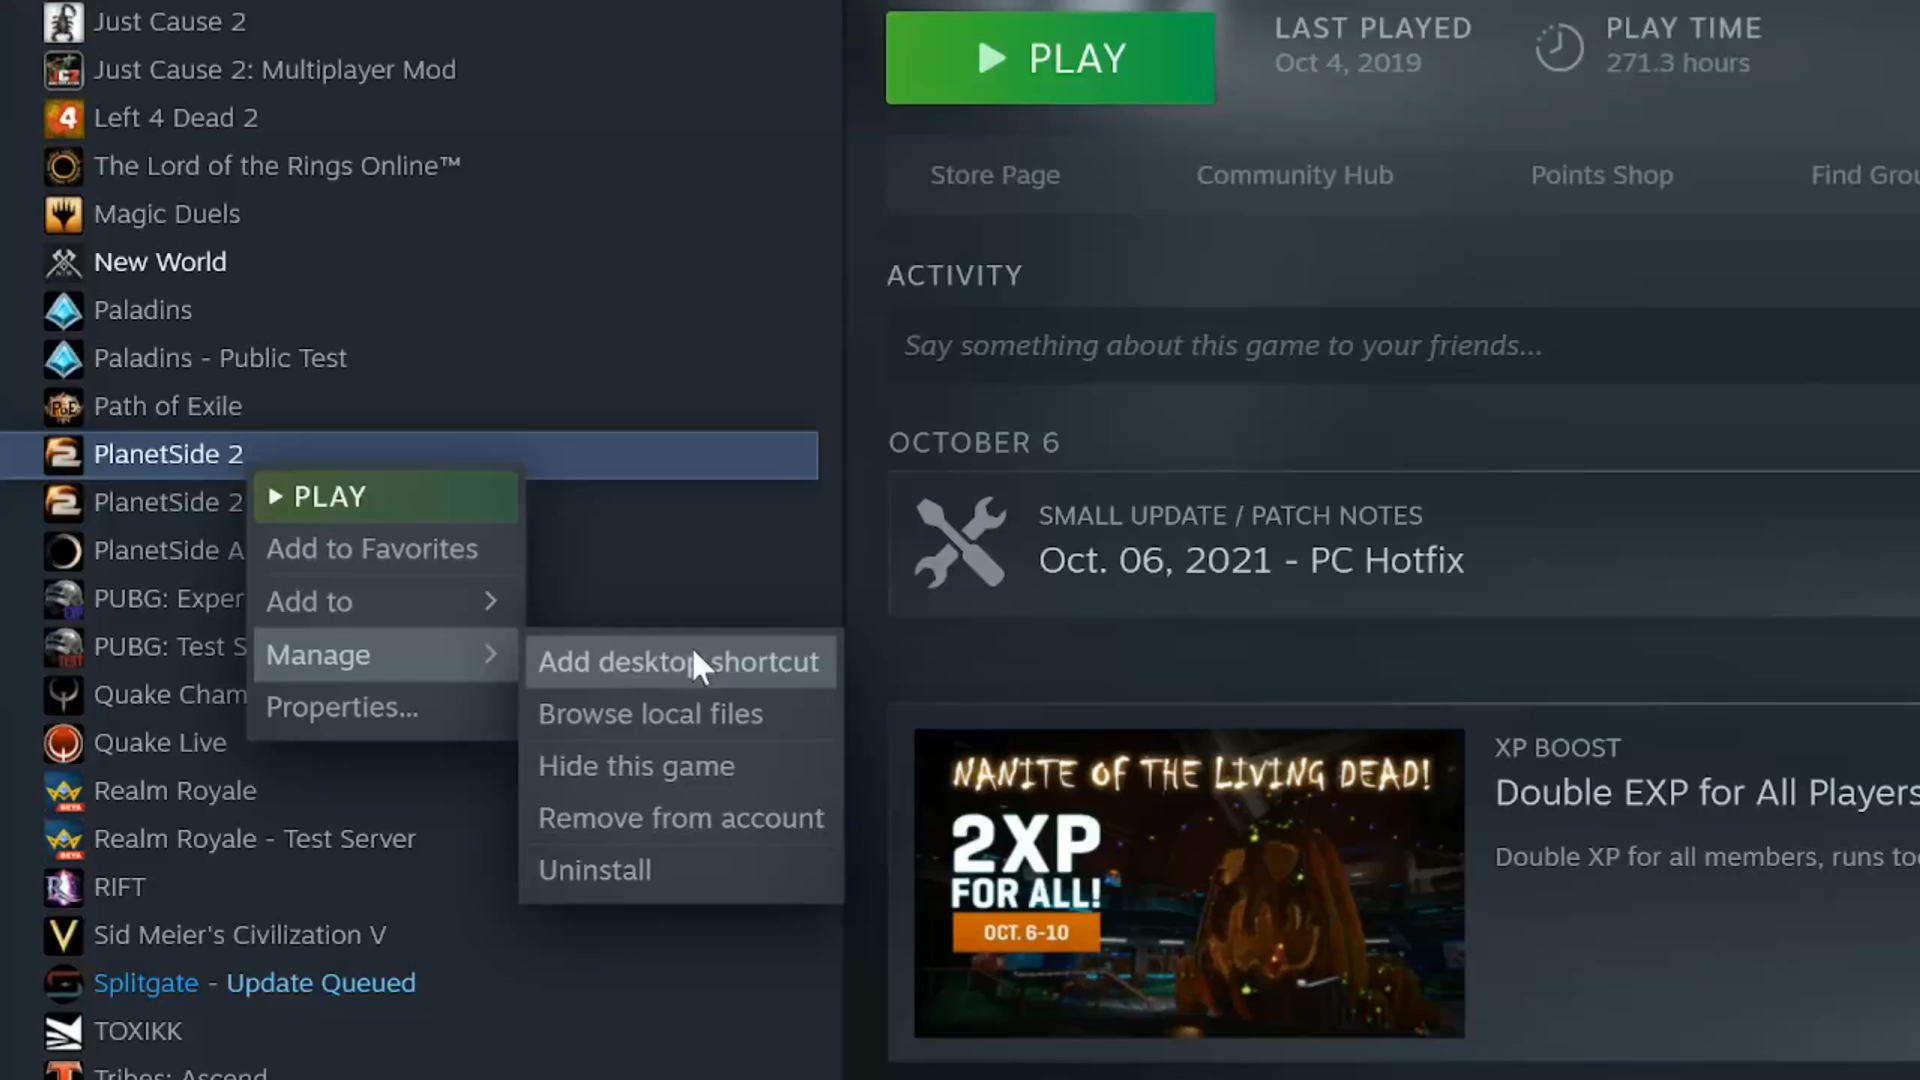 Just Cause 2
Just Cause 2: Multiplayer Mod
Left 4 Dead 2
The Lord of the Rings Online™
Magic Duels
New World
Paladins
Paladins - Public Test
Path of Exile
PlanetSide 2
PlanetSide 2
PlanetSide A
PUBG: Exper
PUBG: Test S
Quake Cham
Quake Live
Realm Royale
Realm Royale - Test Server
RIFT
Sid Meier's Civilization V
Splitgate - Update Queued
TOXIKK
Tribes: Ascend
PLAY
Add to Favorites
Add to
Manage
Properties...
Add desktop shortcut
Browse local files
Hide this game
Remove from account
Uninstall
PLAY
LAST PLAYED
Oct 4, 2019
PLAY TIME
271.3 hours
Store Page
Community Hub
Points Shop
Find Grou
ACTIVITY
Say something about this game to your friends...
OCTOBER 6
SMALL UPDATE / PATCH NOTES
Oct. 06, 2021 - PC Hotfix
NANITE OF THE LIVING DEAD!
2XP
FOR ALL!
OCT. 6-10
XP BOOST
Double EXP for All Players
Double XP for all members, runs to